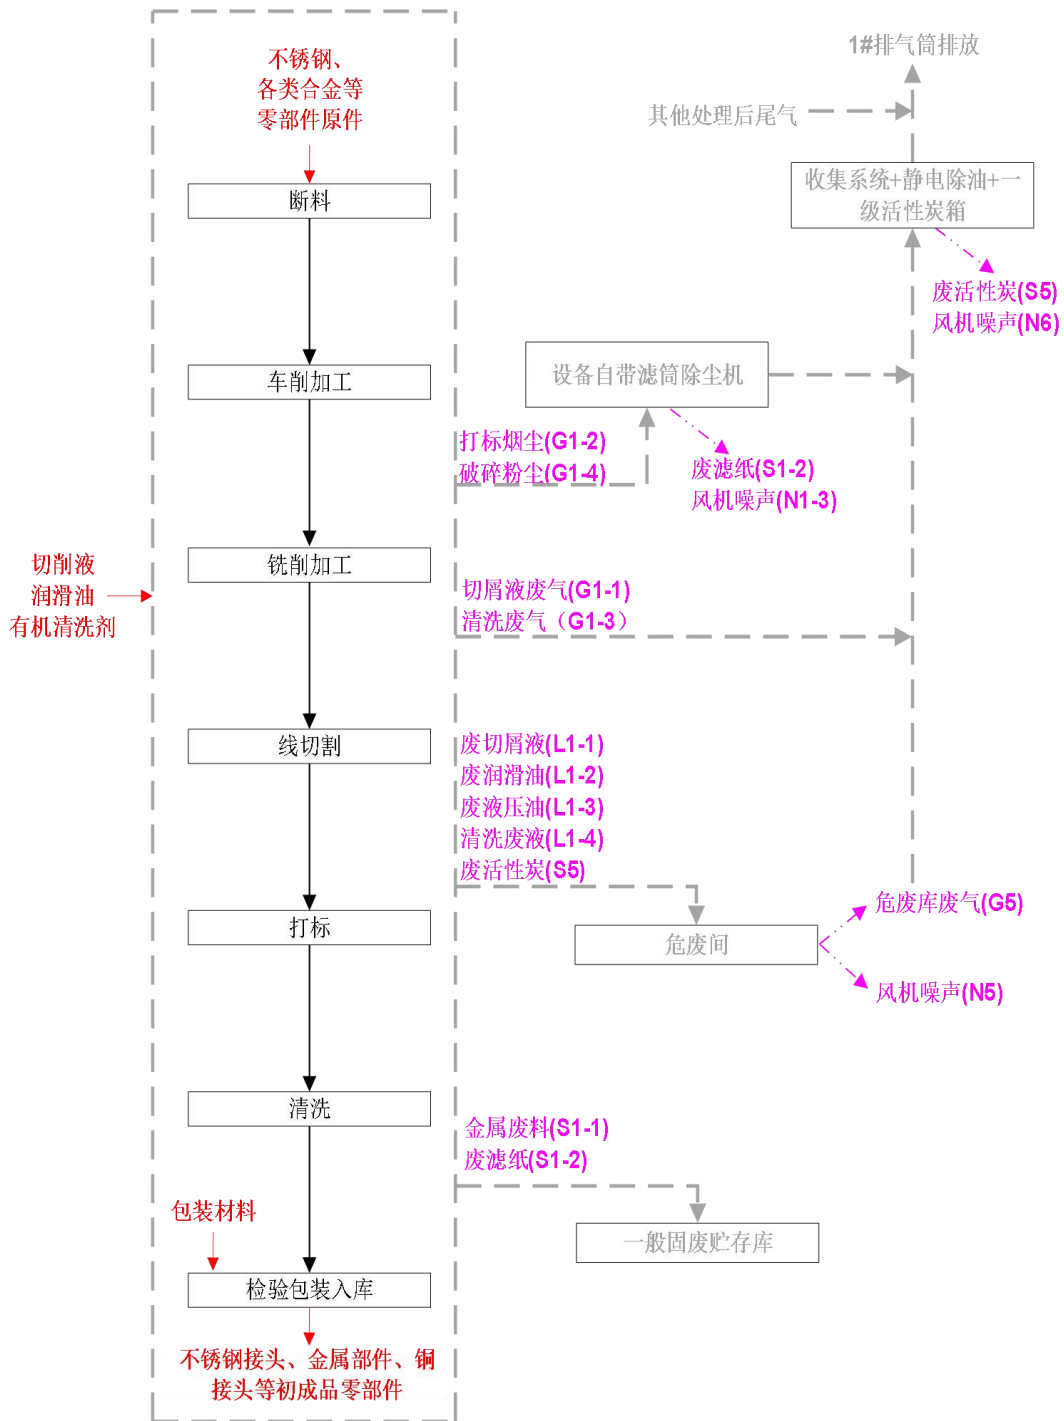 不锈钢、
各类合金等
零部件原件
断料
车削加工
铣削加工
切削液
润滑油
有机清洗剂
线切割
打标
清洗
包装材料
检验包装入库
不锈钢接头、金属部件、铜
接头等初成品零部件
1#排气筒排放
其他处理后尾气
收集系统+静电除油+一
级活性炭箱
废活性炭(S5)
风机噪声(N6)
设备自带滤筒除尘机
打标烟尘(G1-2)
破碎粉尘(G1-4)
废滤纸(S1-2)
风机噪声(N1-3)
切屑液废气(G1-1)
清洗废气（G1-3）
废切屑液(L1-1)
废润滑油(L1-2)
废液压油(L1-3)
清洗废液(L1-4)
废活性炭(S5)
危废间
危废库废气(G5)
风机噪声(N5)
金属废料(S1-1)
废滤纸(S1-2)
一般固废贮存库